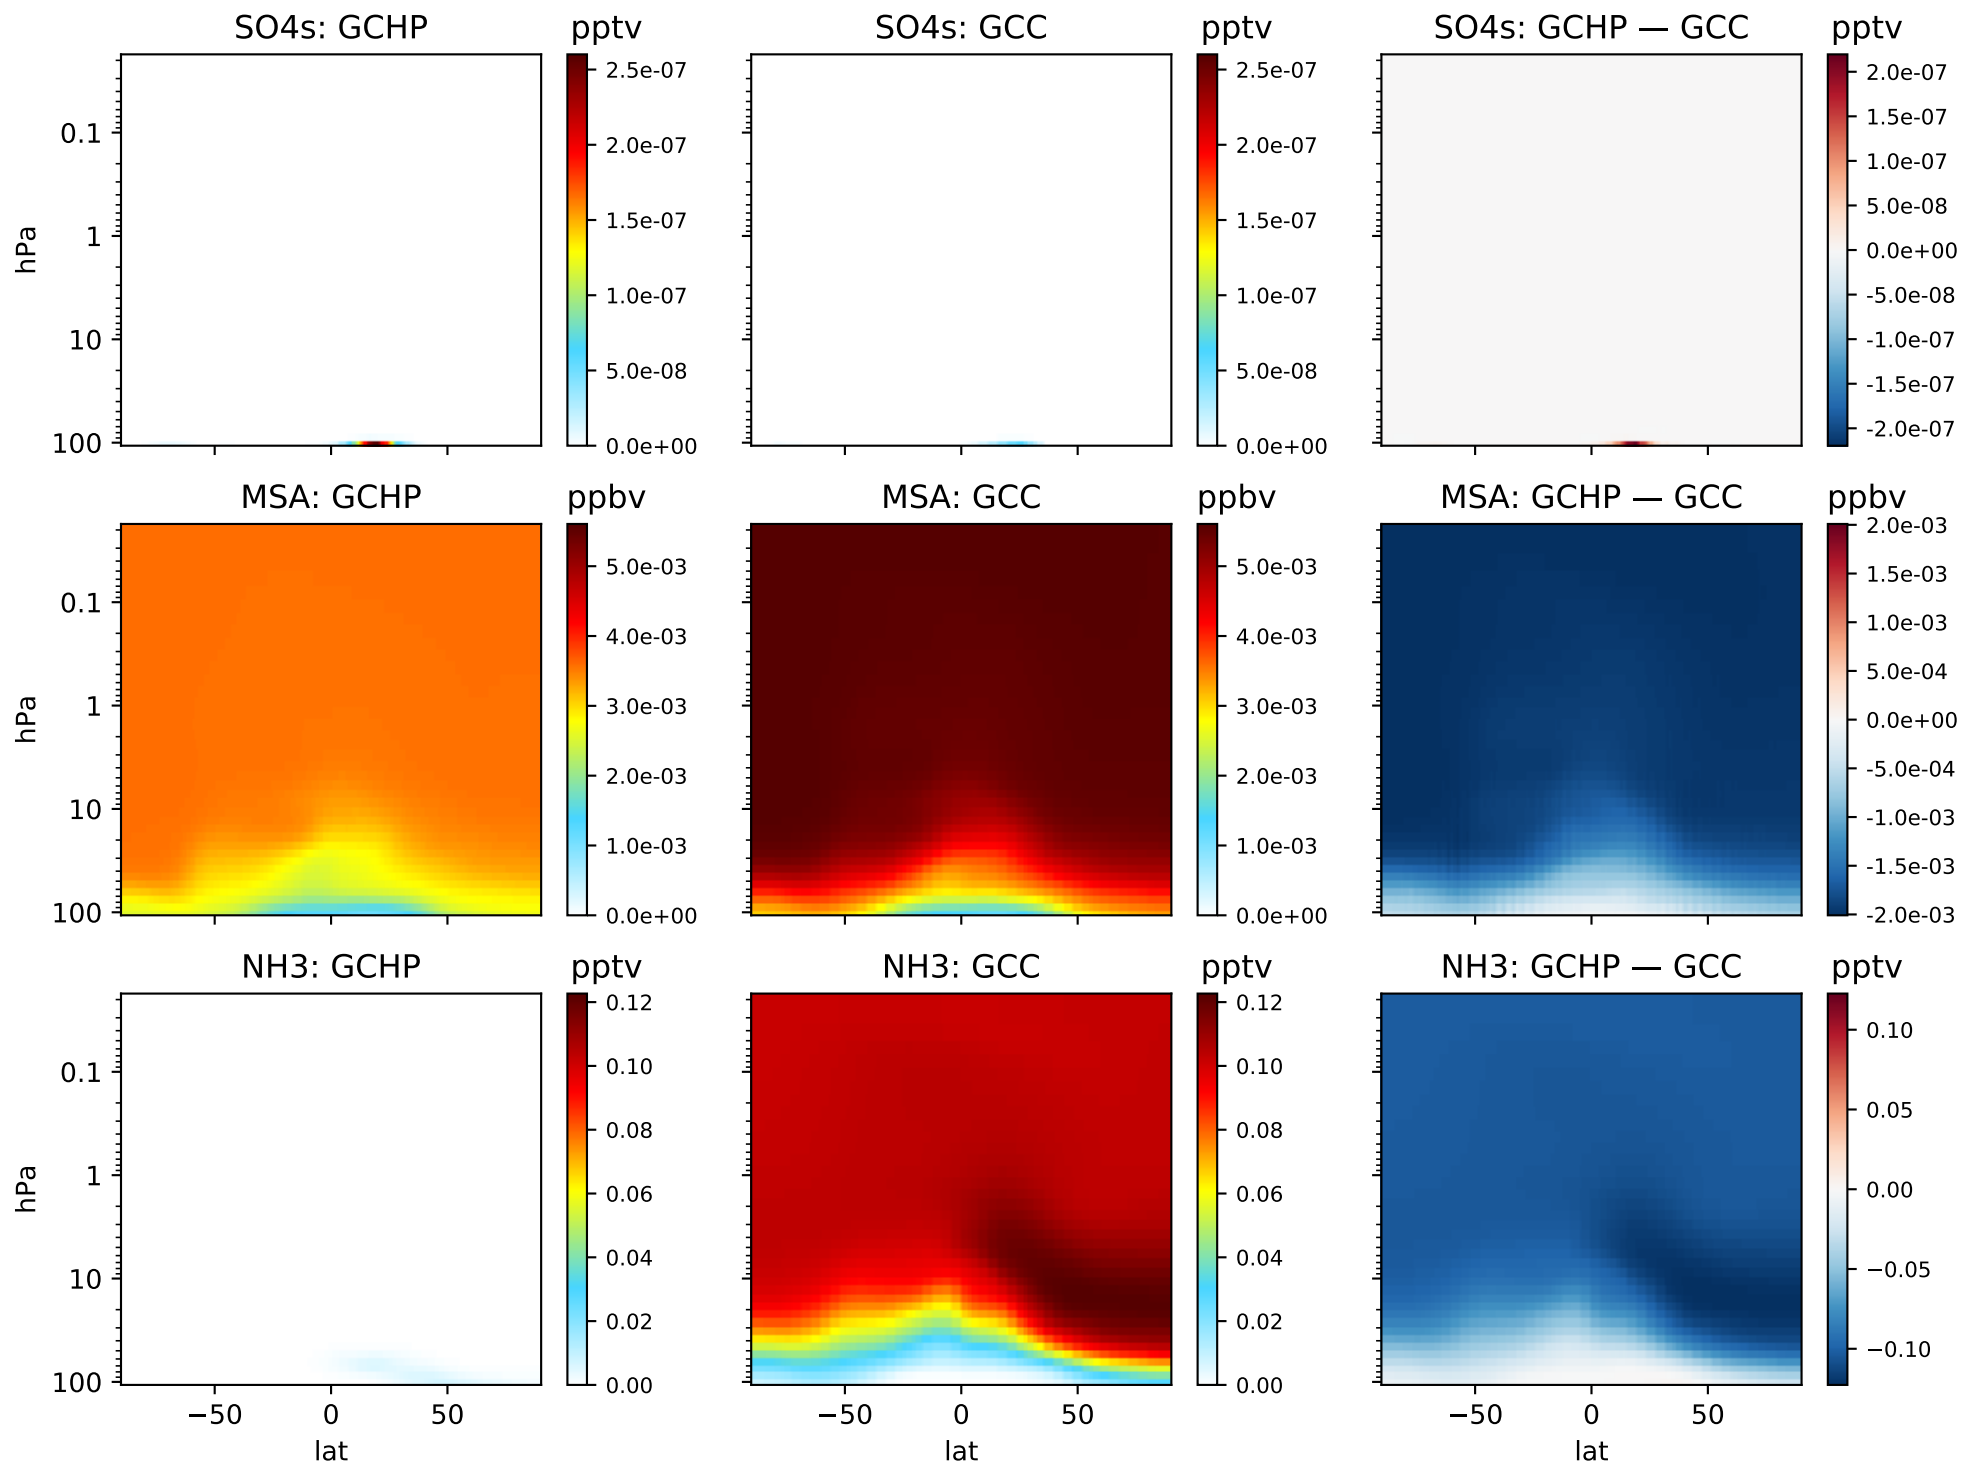 SO4s: GCHP
pptv
SO4s: GCC
pptv
SO4s: GCHP — GCC
pptv
hPa
0.1
1
10
100
2.5e-07
2.0e-07
1.5e-07
1.0e-07
5.0e-08
0.0e+00
2.5e-07
2.0e-07
1.5e-07
1.0e-07
5.0e-08
0.0e+00
2.0e-07
1.5e-07
1.0e-07
5.0e-08
0.0e+00
-5.0e-08
-1.0e-07
-1.5e-07
-2.0e-07
MSA: GCHP
ppbv
MSA: GCC
ppbv
MSA: GCHP — GCC
ppbv
hPa
0.1
1
10
100
5.0e-03
4.0e-03
3.0e-03
2.0e-03
1.0e-03
0.0e+00
5.0e-03
4.0e-03
3.0e-03
2.0e-03
1.0e-03
0.0e+00
2.0e-03
1.5e-03
1.0e-03
5.0e-04
0.0e+00
-5.0e-04
-1.0e-03
-1.5e-03
-2.0e-03
NH3: GCHP
pptv
NH3: GCC
pptv
NH3: GCHP — GCC
pptv
hPa
0.1
1
10
100
0.12
0.10
0.08
0.06
0.04
0.02
0.00
0.12
0.10
0.08
0.06
0.04
0.02
0.00
0.10
0.05
0.00
−0.05
−0.10
−50
0
50
−50
0
50
−50
0
50
lat
lat
lat